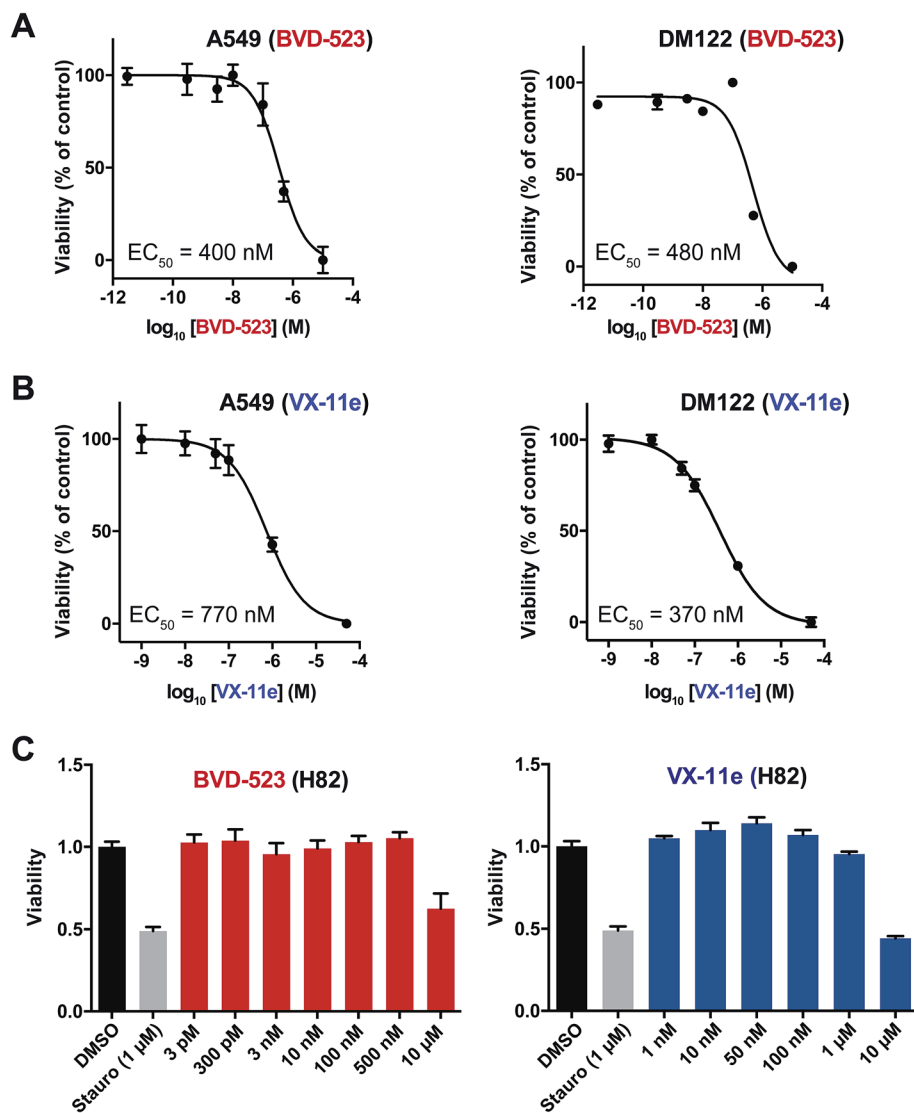 A
A549 (BVD-523)
Viability (% of control)
100
50
0
EC50 = 400 nM
-12 -10 -8 -6 -4
log10 [BVD-523] (M)
DM122 (BVD-523)
Viability (% of control)
100
50
0
EC50 = 480 nM
-12 -10 -8 -6 -4
log10 [BVD-523] (M)
B
A549 (VX-11e)
Viability (% of control)
100
50
0
EC50 = 770 nM
-9 -8 -7 -6 -5 -4
log10 [VX-11e] (M)
DM122 (VX-11e)
Viability (% of control)
100
50
0
EC50 = 370 nM
-9 -8 -7 -6 -5 -4
log10 [VX-11e] (M)
C
BVD-523 (H82)
Viability
1.5
1.0
0.5
0.0
DMSO
Stauro (1 μM)
3 pM
300 pM
3 nM
10 nM
100 nM
500 nM
10 μM
VX-11e (H82)
Viability
1.5
1.0
0.5
0.0
DMSO
Stauro (1 μM)
1 nM
10 nM
50 nM
100 nM
1 μM
10 μM